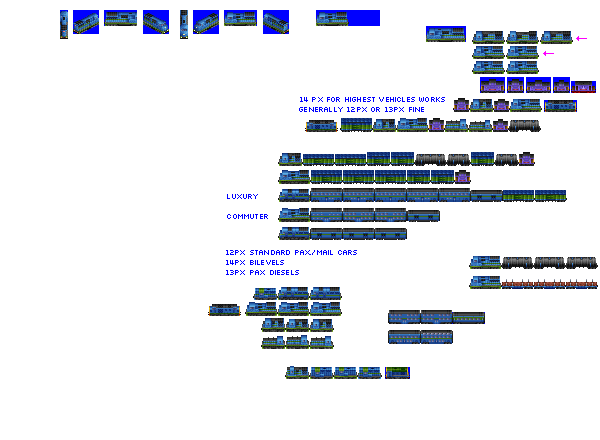 14 PX FOR HIGHEST VEHICLES WORKS
GENERALLY 12PX OR 13PX FINE
LUXURY
COMMUTER
12PX STANDARD PAX/MAIL CARS
14PX BILEVELS
13PX PAX DIESELS